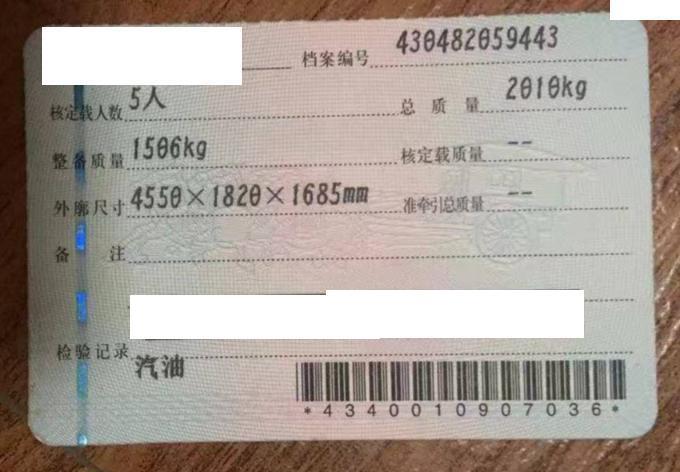 档案编号 430482059443
核定载人数 5人 总质量 2010kg
整备质量 1506kg 核定载质量 --
外廓尺寸 4550×1820×1685mm 准牵引总质量 --
备注
检验记录
汽油
*4340010907036*